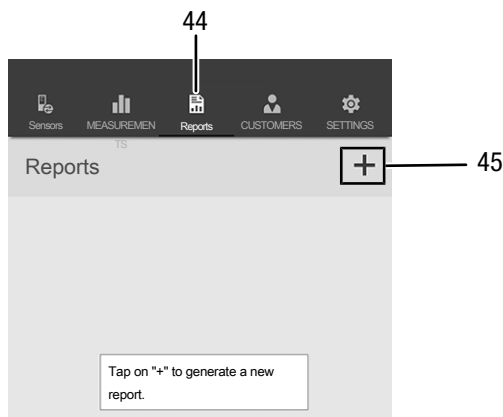 44
Sensors MEASUREMEN Reports CUSTOMERS SETTINGS
TS
Reports +
45
Tap on "+" to generate a new
report.